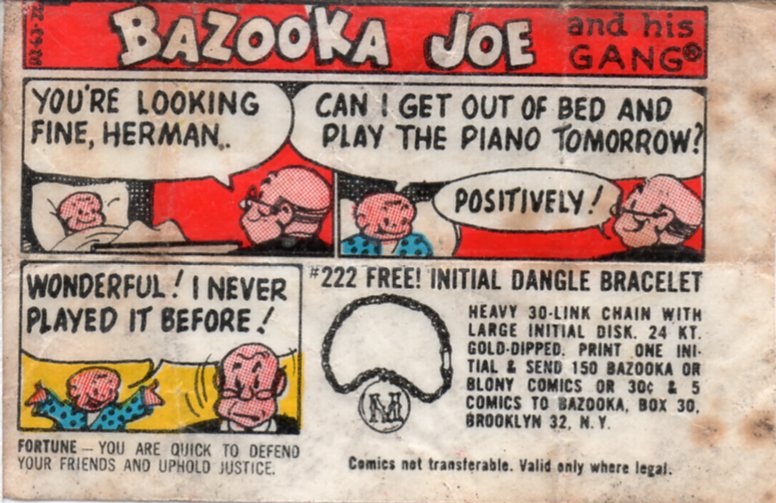 BAZOOKA JOE
and his
GANG®
YOU'RE LOOKING
FINE, HERMAN..
CAN I GET OUT OF BED AND
PLAY THE PIANO TOMORROW?
POSITIVELY!
WONDERFUL! I NEVER
PLAYED IT BEFORE!
FORTUNE — YOU ARE QUICK TO DEFEND
YOUR FRIENDS AND UPHOLD JUSTICE.
#222 FREE! INITIAL DANGLE BRACELET
HEAVY 30-LINK CHAIN WITH
LARGE INITIAL DISK. 24 KT.
GOLD-DIPPED. PRINT ONE INI-
TIAL & SEND 150 BAZOOKA OR
BLONY COMICS OR 30¢ & 5
COMICS TO BAZOOKA, BOX 30,
BROOKLYN 32, N.Y.
M
Comics not transferable. Valid only where legal.